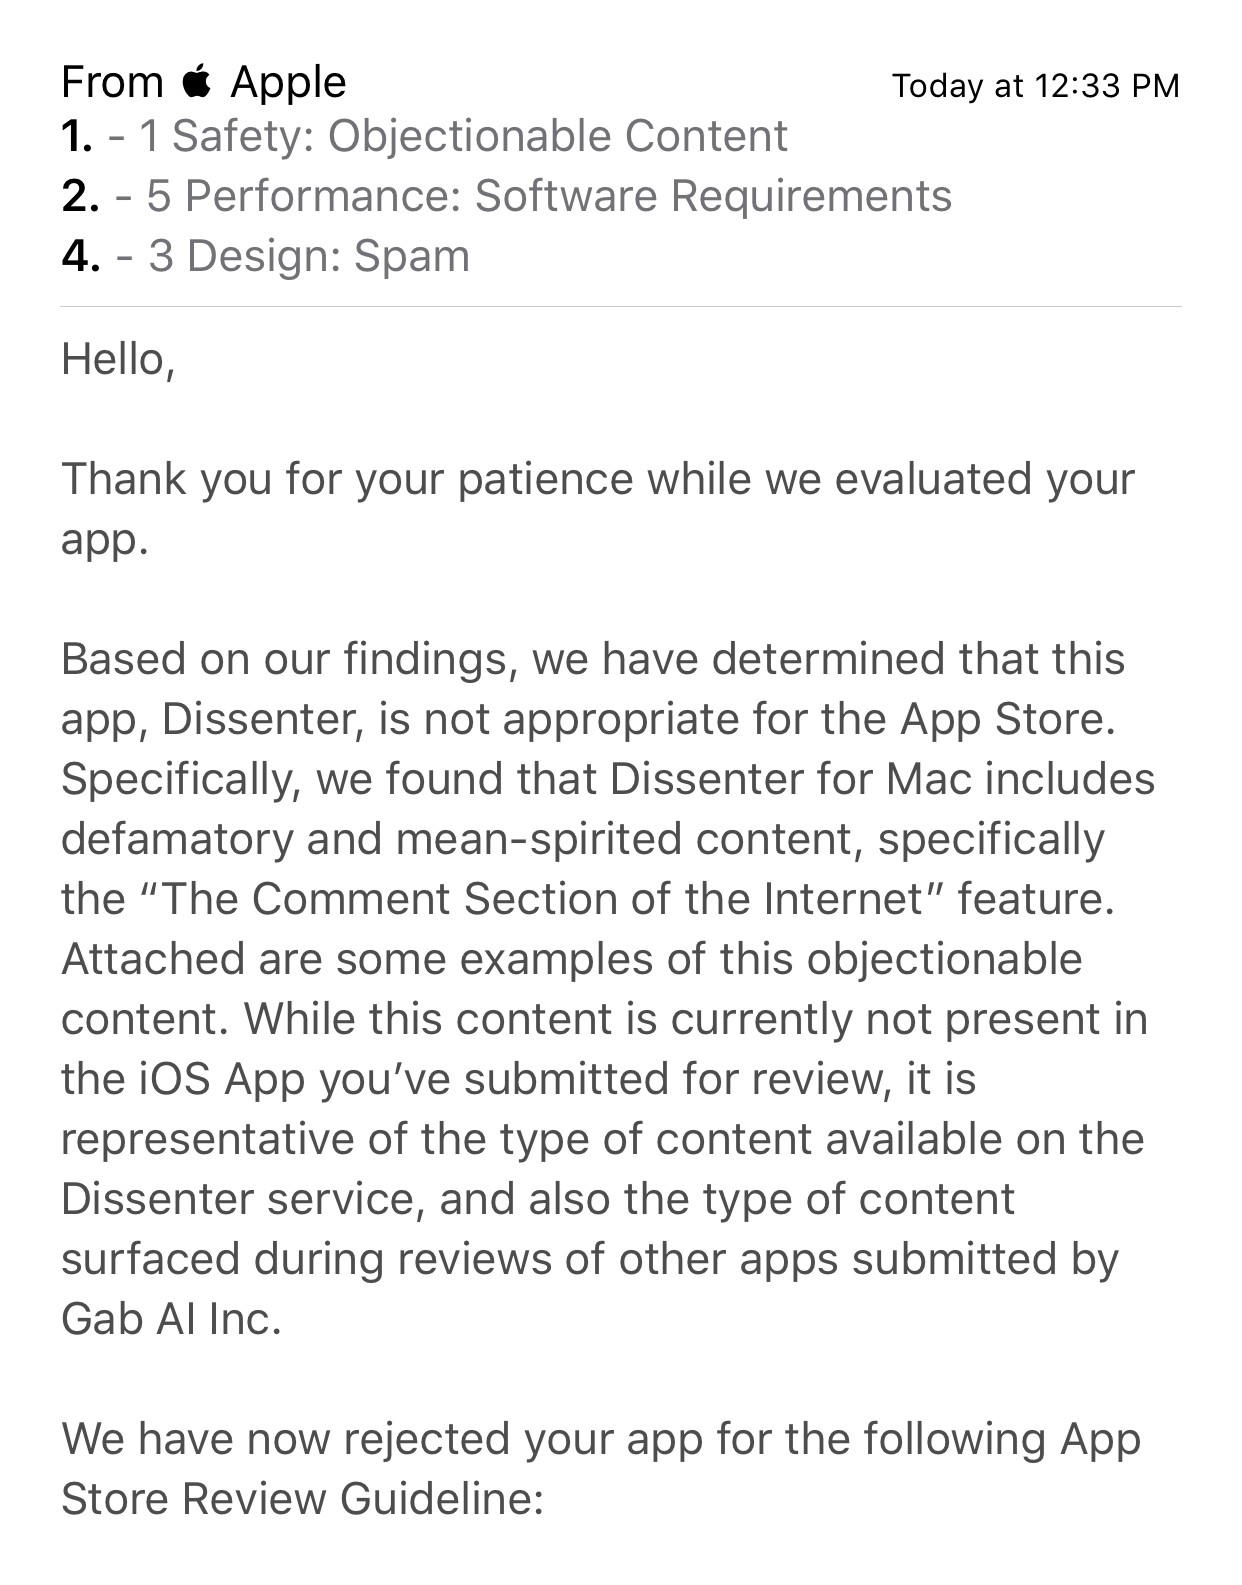 From  Apple
Today at 12:33 PM
1. - 1 Safety: Objectionable Content
2. - 5 Performance: Software Requirements
4. - 3 Design: Spam
Hello,
Thank you for your patience while we evaluated your
app.
Based on our findings, we have determined that this
app, Dissenter, is not appropriate for the App Store.
Specifically, we found that Dissenter for Mac includes
defamatory and mean-spirited content, specifically
the “The Comment Section of the Internet” feature.
Attached are some examples of this objectionable
content. While this content is currently not present in
the iOS App you’ve submitted for review, it is
representative of the type of content available on the
Dissenter service, and also the type of content
surfaced during reviews of other apps submitted by
Gab AI Inc.
We have now rejected your app for the following App
Store Review Guideline: